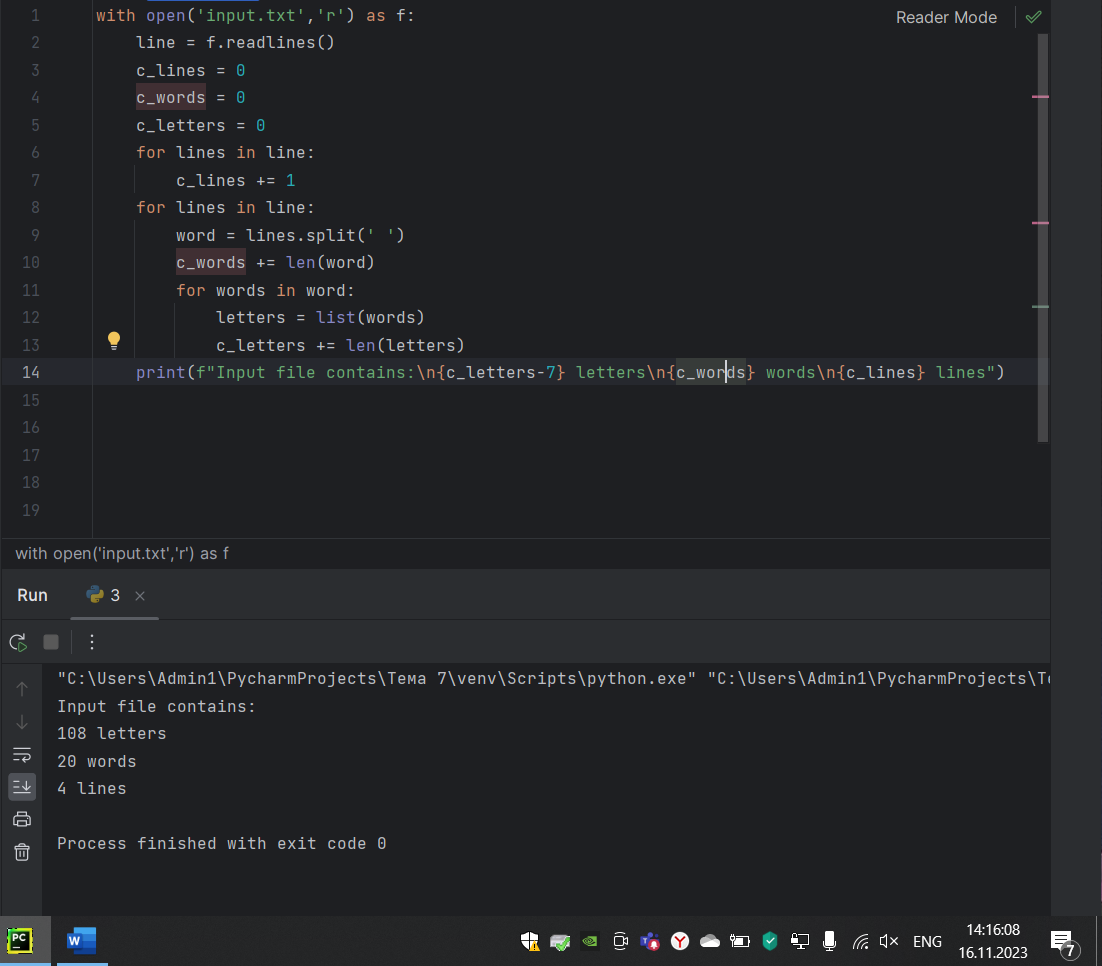 1 with open('input.txt','r') as f:
Reader Mode
2 line = f.readlines()
3 c_lines = 0
4 c_words = 0
5 c_letters = 0
6 for lines in line:
7 c_lines += 1
8 for lines in line:
9 word = lines.split(' ')
10 c_words += len(word)
11 for words in word:
12 letters = list(words)
13 c_letters += len(letters)
14 print(f"Input file contains:\n{c_letters-7} letters\n{c_words} words\n{c_lines} lines")
15
16
17
18
19
with open('input.txt','r') as f
Run
3
"C:\Users\Admin1\PycharmProjects\Тема 7\venv\Scripts\python.exe" "C:\Users\Admin1\PycharmProjects\Те
Input file contains:
108 letters
20 words
4 lines
Process finished with exit code 0
PC
W
Y
ENG
14:16:08
16.11.2023
7